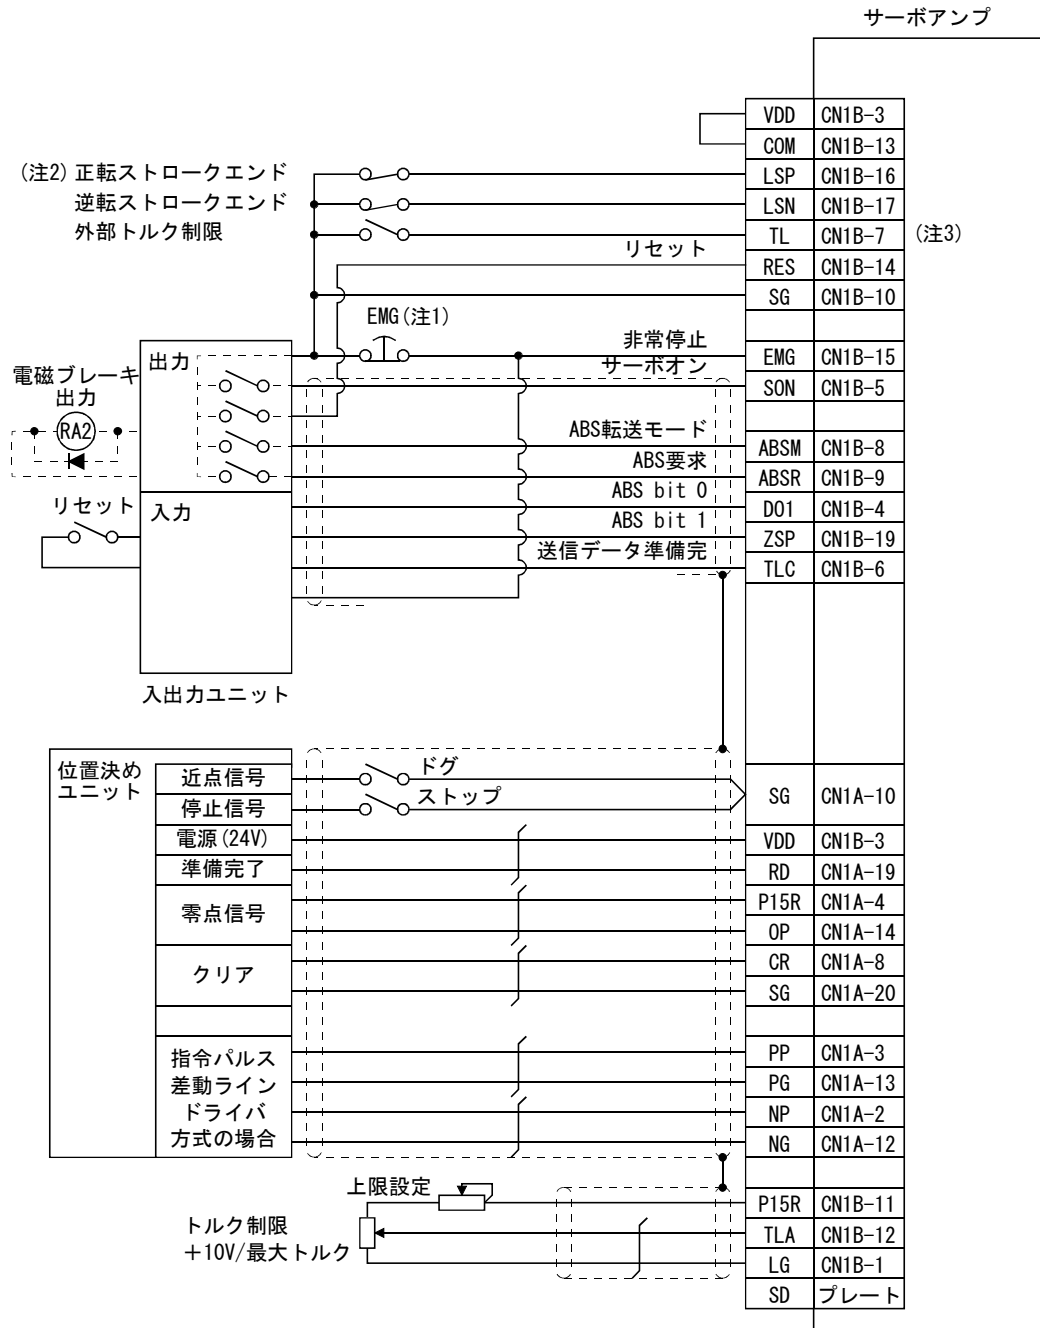 サーボアンプ
VDD CN1B-3
COM CN1B-13
(注2) 正転ストロークエンド LSP CN1B-16
逆転ストロークエンド LSN CN1B-17
外部トルク制限 TL CN1B-7 (注3)
リセット RES CN1B-14
SG CN1B-10
EMG(注1)
非常停止 EMG CN1B-15
出力 サーボオン SON CN1B-5
電磁ブレーキ
出力
RA2
ABS転送モード ABSM CN1B-8
ABS要求 ABSR CN1B-9
リセット 入力 ABS bit 0 DO1 CN1B-4
ABS bit 1 ZSP CN1B-19
送信データ準備完 TLC CN1B-6
入出力ユニット
位置決め
ユニット
近点信号 ドグ
停止信号 ストップ
SG CN1A-10
電源(24V) VDD CN1B-3
準備完了 RD CN1A-19
零点信号 P15R CN1A-4
OP CN1A-14
クリア CR CN1A-8
SG CN1A-20
指令パルス PP CN1A-3
差動ライン PG CN1A-13
ドライバ NP CN1A-2
方式の場合 NG CN1A-12
上限設定 P15R CN1B-11
トルク制限 TLA CN1B-12
+10V/最大トルク LG CN1B-1
SD プレート